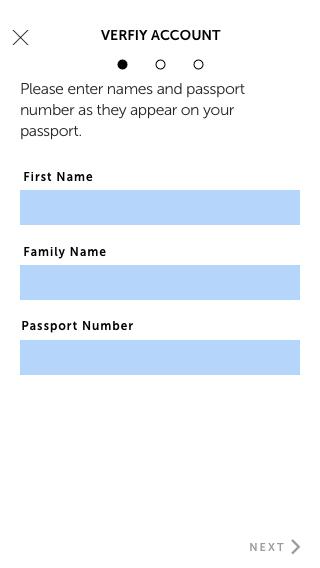 VERFIY ACCOUNT
Please enter names and passport
number as they appear on your
passport.
First Name
Family Name
Passport Number
NEXT